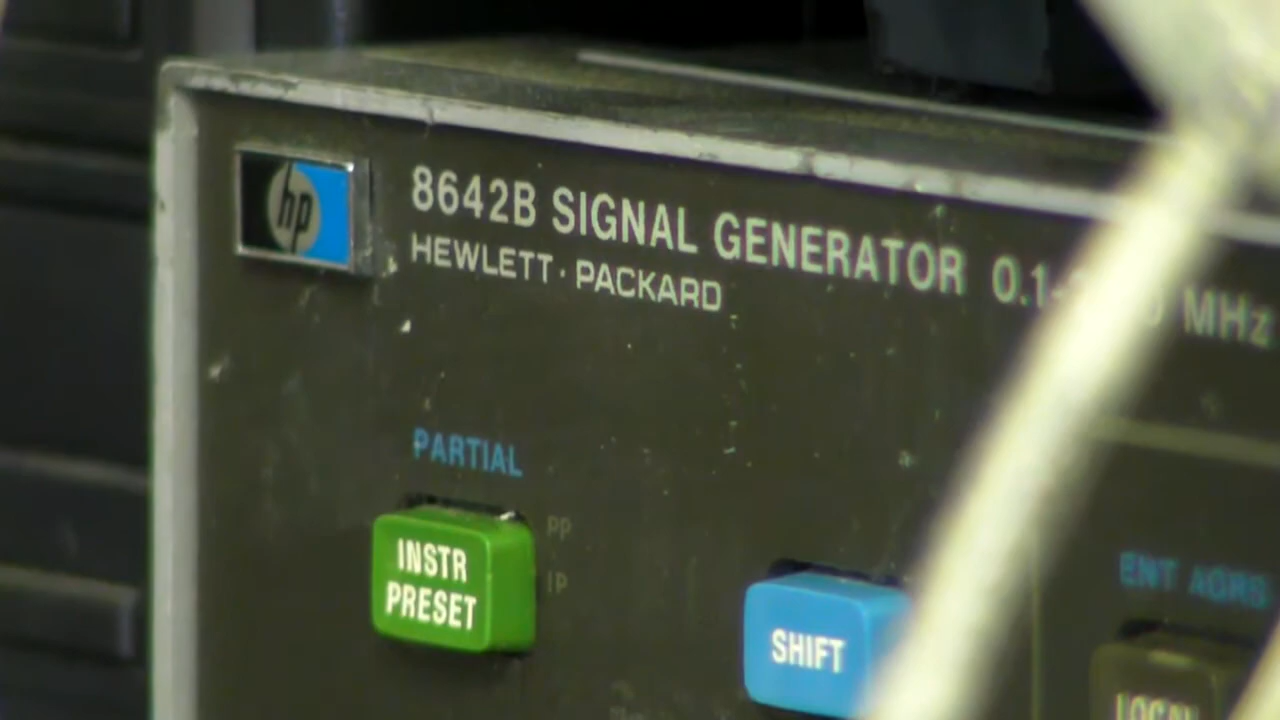 hp
8642B SIGNAL GENERATOR 0.1- MHz
HEWLETT·PACKARD
PARTIAL
INSTR
PRESET
PP
IP
SHIFT
ENT ADRS
LOCAL